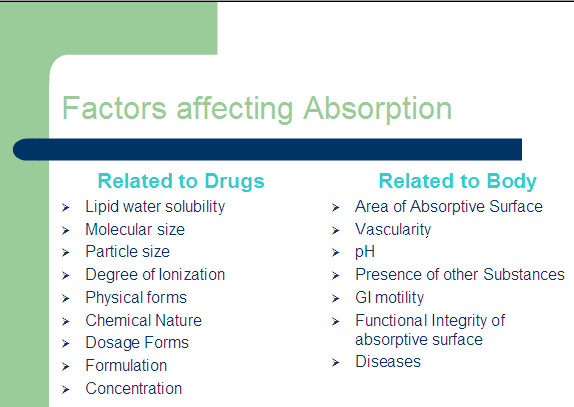 Factors affecting Absorption
Related to Drugs
Lipid water solubility
Molecular size
Particle size
Degree of Ionization
Physical forms
Chemical Nature
Dosage Forms
Formulation
Concentration
Related to Body
Area of Absorptive Surface
Vascularity
pH
Presence of other Substances
GI motility
Functional Integrity of
absorptive surface
Diseases